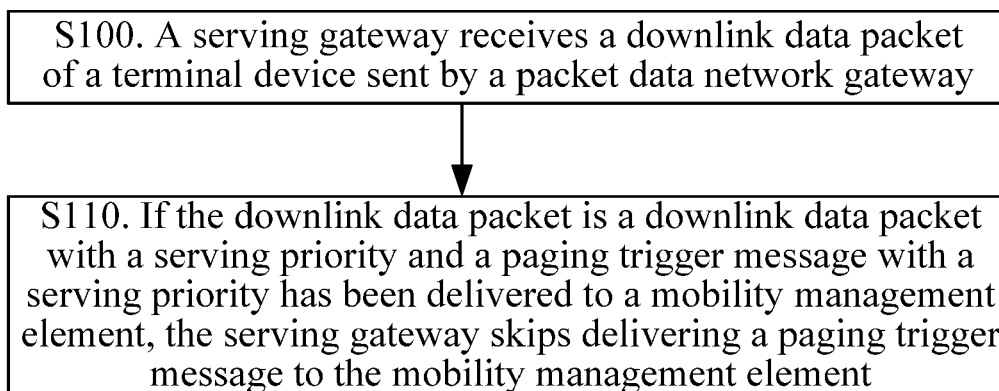 S100. A serving gateway receives a downlink data packet
of a terminal device sent by a packet data network gateway
S110. If the downlink data packet is a downlink data packet
with a serving priority and a paging trigger message with a
serving priority has been delivered to a mobility management
element, the serving gateway skips delivering a paging trigger
message to the mobility management element